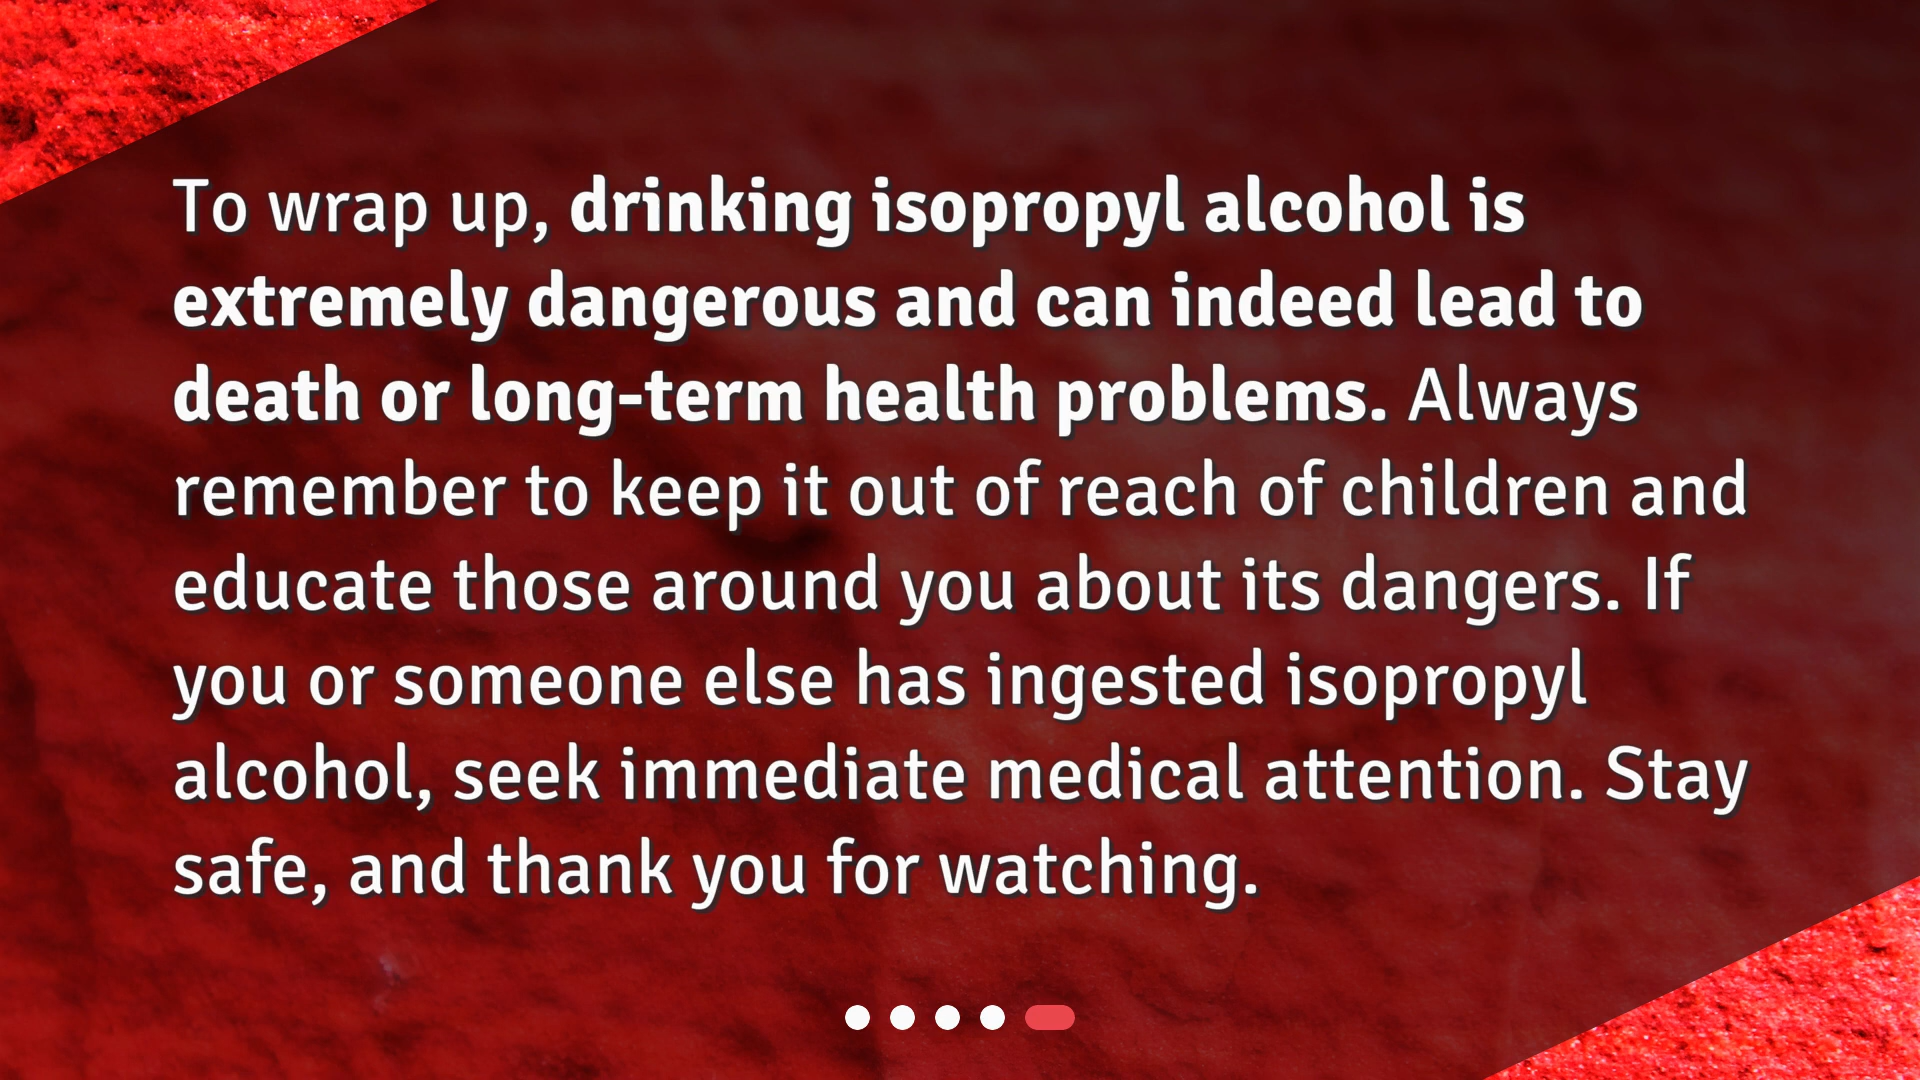 To wrap up, drinking isopropyl alcohol is
extremely dangerous and can indeed lead to
death or long-term health problems. Always
remember to keep it out of reach of children and
educate those around you about its dangers. If
you or someone else has ingested isopropyl
alcohol, seek immediate medical attention. Stay
safe, and thank you for watching.